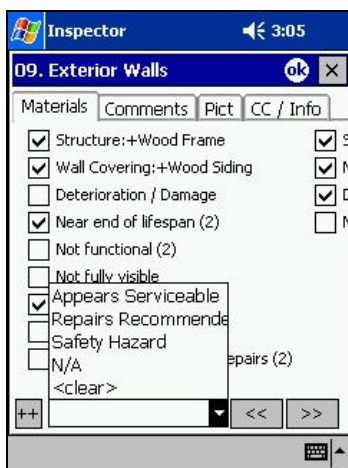 Inspector 3:05
09. Exterior Walls ok
Materials Comments Pict CC / Info
Structure:+Wood Frame
Wall Covering:+Wood Siding
Deterioration / Damage
Near end of lifespan (2)
Not functional (2)
Not fully visible
Appears Serviceable
Repairs Recommende
Safety Hazard
N/A
epairs (2)
<clear>
++ << >>